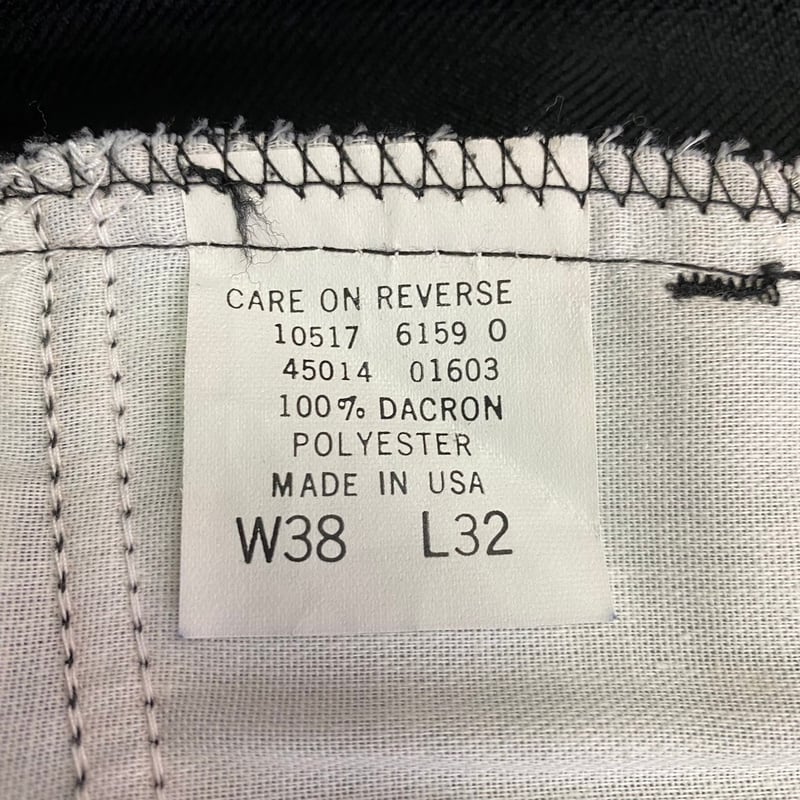 CARE ON REVERSE
10517 6159 0
45014 01603
100% DACRON
POLYESTER
MADE IN USA
W38 L32